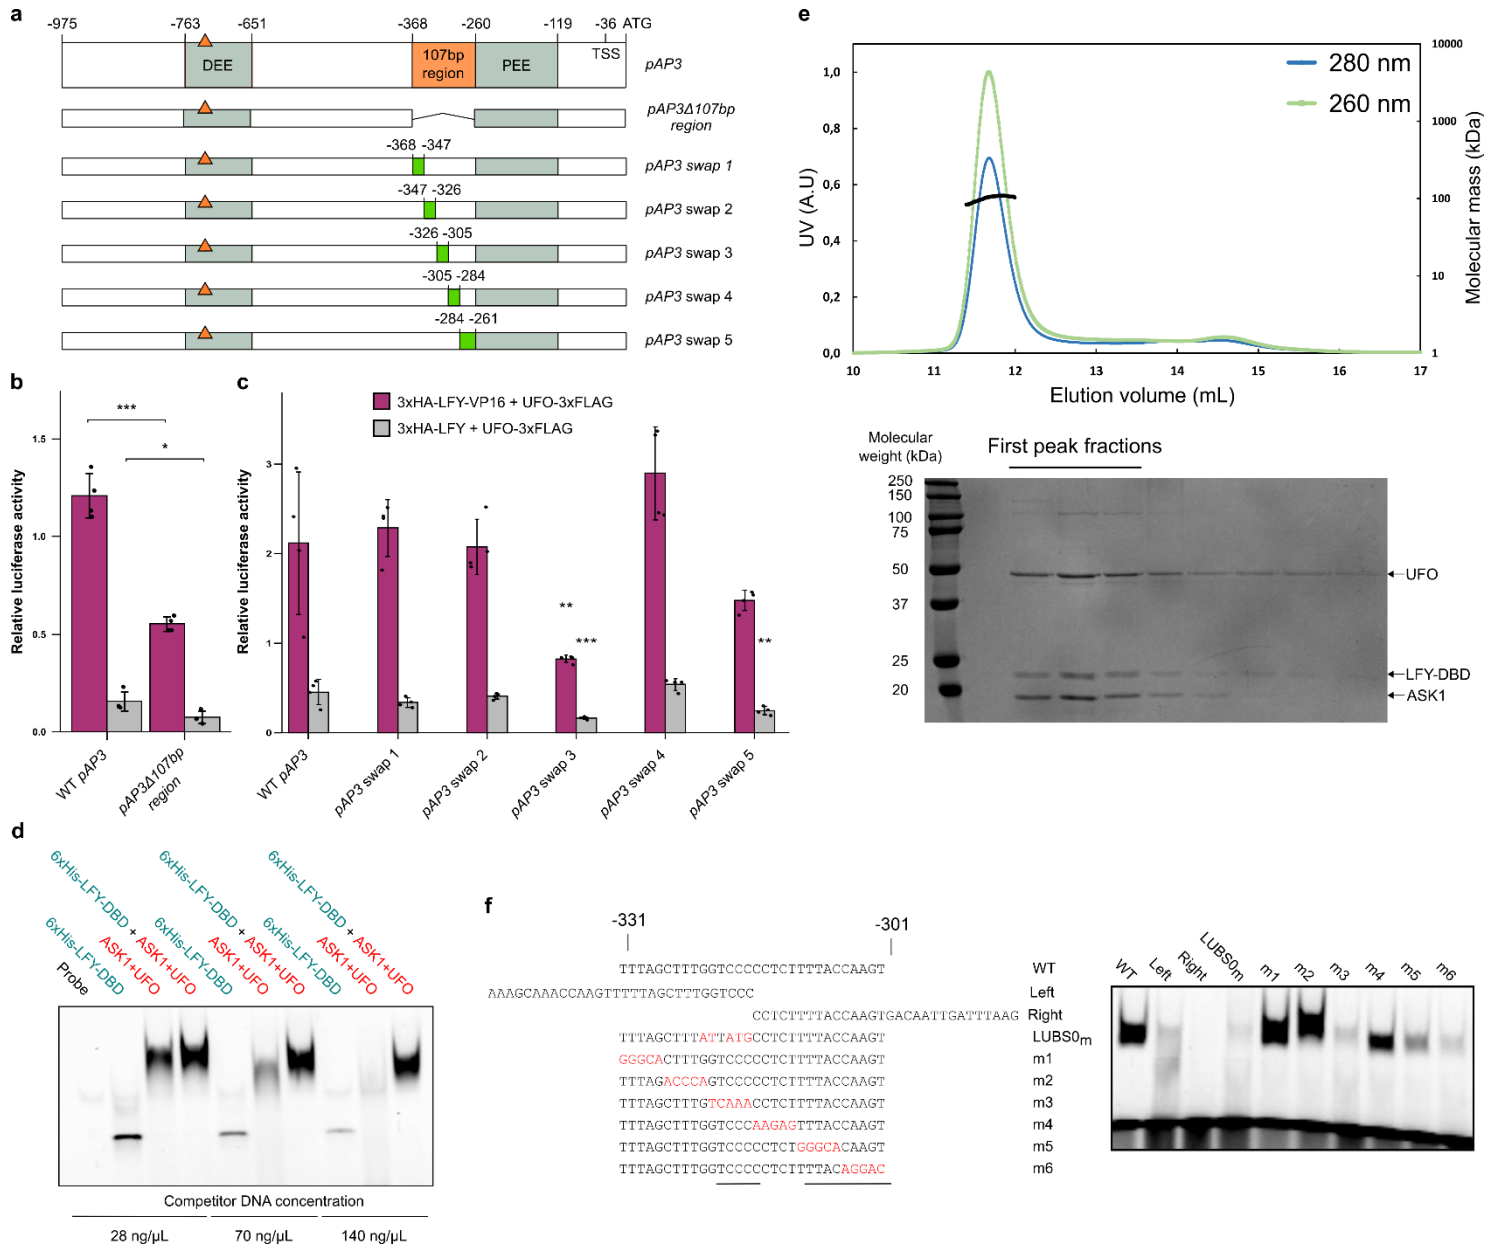 a
-975 -763 -651 -368 -260 -119 -36 ATG
DEE
107bp
region
PEE
TSS
pAP3
pAP3Δ107bp
region
-368 -347
pAP3 swap 1
-347 -326
pAP3 swap 2
-326 -305
pAP3 swap 3
-305 -284
pAP3 swap 4
-284 -261
pAP3 swap 5
b
Relative luciferase activity
1.5
1.0
0.5
0.0
***
*
WT pAP3
pAP3Δ107bp
region
c
Relative luciferase activity
3
2
1
0
3xHA-LFY-VP16 + UFO-3xFLAG
3xHA-LFY + UFO-3xFLAG
**
***
**
WT pAP3
pAP3 swap 1
pAP3 swap 2
pAP3 swap 3
pAP3 swap 4
pAP3 swap 5
d
Probe
6xHis-LFY-DBD
ASK1+UFO
6xHis-LFY-DBD + ASK1+UFO
6xHis-LFY-DBD
ASK1+UFO
6xHis-LFY-DBD + ASK1+UFO
6xHis-LFY-DBD
ASK1+UFO
6xHis-LFY-DBD + ASK1+UFO
Competitor DNA concentration
28 ng/µL 70 ng/µL 140 ng/µL
e
UV (A.U)
1,0
0,8
0,6
0,4
0,2
0,0
10 11 12 13 14 15 16 17
Elution volume (mL)
280 nm
260 nm
10000
1000
100
10
1
Molecular mass (kDa)
Molecular
weight (kDa)
First peak fractions
250
150
100
75
50
37
25
20
UFO
LFY-DBD
ASK1
f
-331 -301
TTTAGCTTTGGTCCCCCTCTTTTACCAAGT WT
AAAGCAAACCAAGTTTTTAGCTTTGGTCCC Left
CCTCTTTTACCAAGTGACAATTGATTTAAG Right
TTTAGCTTTATTATGCCTCTTTTACCAAGT LUBS0m
GGGCACTTTGGTCCCCCTCTTTTACCAAGT m1
TTTAGACCCAGTCCCCCTCTTTTACCAAGT m2
TTTAGCTTTGTCAAACCTCTTTTACCAAGT m3
TTTAGCTTTGGTCCCAAGAGTTTACCAAGT m4
TTTAGCTTTGGTCCCCCTCTGGGCACAAGT m5
TTTAGCTTTGGTCCCCCTCTTTTACAGGAC m6
WT Left Right LUBS0m m1 m2 m3 m4 m5 m6